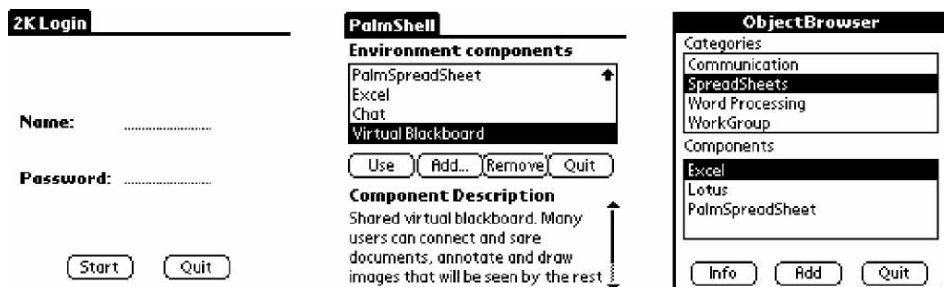 2K Login
Name:
Password:
Start Quit
PalmShell
Environment components
PalmSpreadSheet
Excel
Chat
Virtual Blackboard
Use Add... Remove Quit
Component Description
Shared virtual blackboard. Many
users can connect and sare
documents, annotate and draw
images that will be seen by the rest
ObjectBrowser
Categories
Communication
SpreadSheets
Word Processing
WorkGroup
Components
Excel
Lotus
PalmSpreadSheet
Info Add Quit